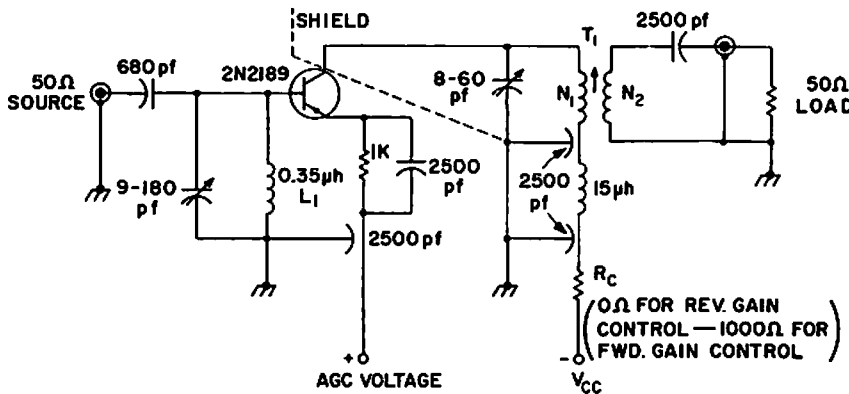 SHIELD
2N2189
680 pf
50Ω
SOURCE
9-180
pf
0.35μh
L1
1K
2500
pf
2500 pf
+
AGC VOLTAGE
8-60
pf
T1
N1
N2
2500 pf
50Ω
LOAD
2500
pf
15μh
RC
(0Ω FOR REV. GAIN
CONTROL — 1000Ω FOR
FWD. GAIN CONTROL)
-
VCC